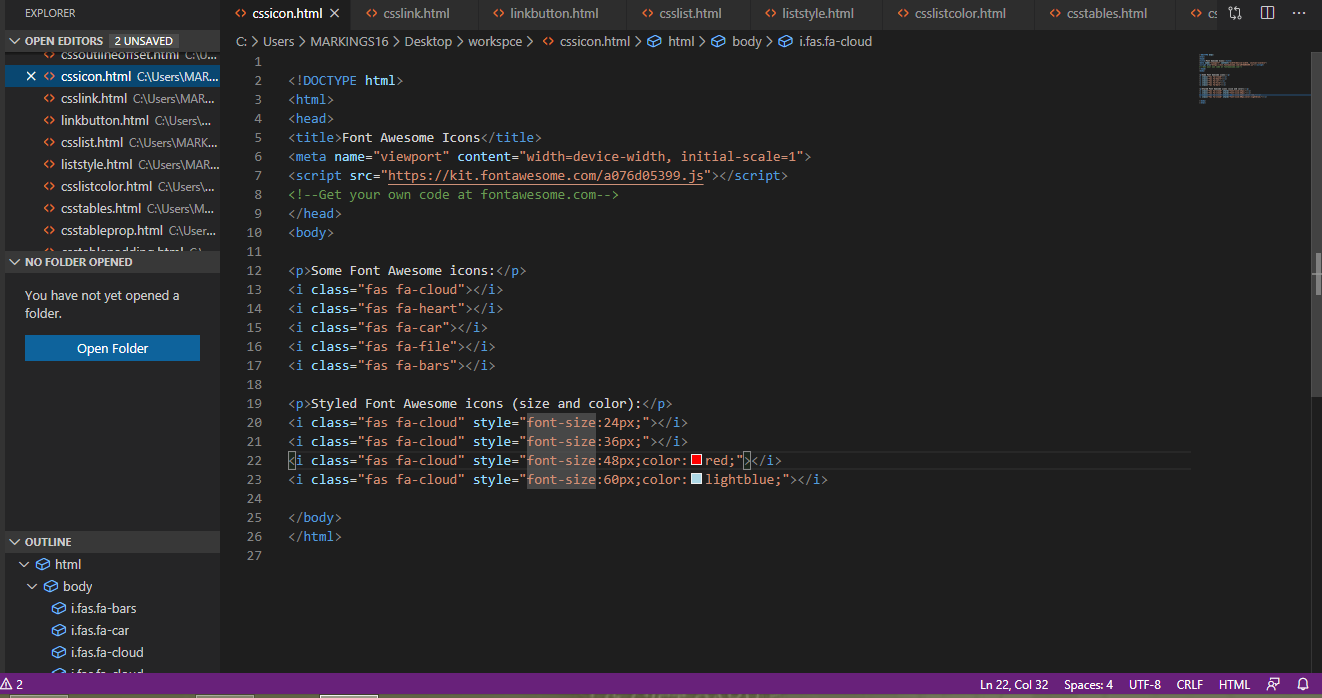 EXPLORER
cssicon.html
csslink.html
linkbutton.html
csslist.html
liststyle.html
csslistcolor.html
csstables.html
cs
OPEN EDITORS 2 UNSAVED
C: > Users > MARKINGS16 > Desktop > workspce > cssicon.html > html > body > i.fas.fa-cloud
cssoutlineoffset.html C:\U...
cssicon.html C:\Users\MAR...
csslink.html C:\Users\MAR...
linkbutton.html C:\Users\...
csslist.html C:\Users\MARK...
liststyle.html C:\Users\MAR...
csslistcolor.html C:\Users\...
csstables.html C:\Users\M...
csstableprop.html C:\User...
NO FOLDER OPENED
You have not yet opened a
folder.
Open Folder
OUTLINE
html
body
i.fas.fa-bars
i.fas.fa-car
i.fas.fa-cloud
1
2 <!DOCTYPE html>
3 <html>
4 <head>
5 <title>Font Awesome Icons</title>
6 <meta name="viewport" content="width=device-width, initial-scale=1">
7 <script src="https://kit.fontawesome.com/a076d05399.js"></script>
8 <!--Get your own code at fontawesome.com-->
9 </head>
10 <body>
11
12 <p>Some Font Awesome icons:</p>
13 <i class="fas fa-cloud"></i>
14 <i class="fas fa-heart"></i>
15 <i class="fas fa-car"></i>
16 <i class="fas fa-file"></i>
17 <i class="fas fa-bars"></i>
18
19 <p>Styled Font Awesome icons (size and color):</p>
20 <i class="fas fa-cloud" style="font-size:24px;"></i>
21 <i class="fas fa-cloud" style="font-size:36px;"></i>
22 <i class="fas fa-cloud" style="font-size:48px;color:red;"></i>
23 <i class="fas fa-cloud" style="font-size:60px;color:lightblue;"></i>
24
25 </body>
26 </html>
27
2
Ln 22, Col 32 Spaces: 4 UTF-8 CRLF HTML